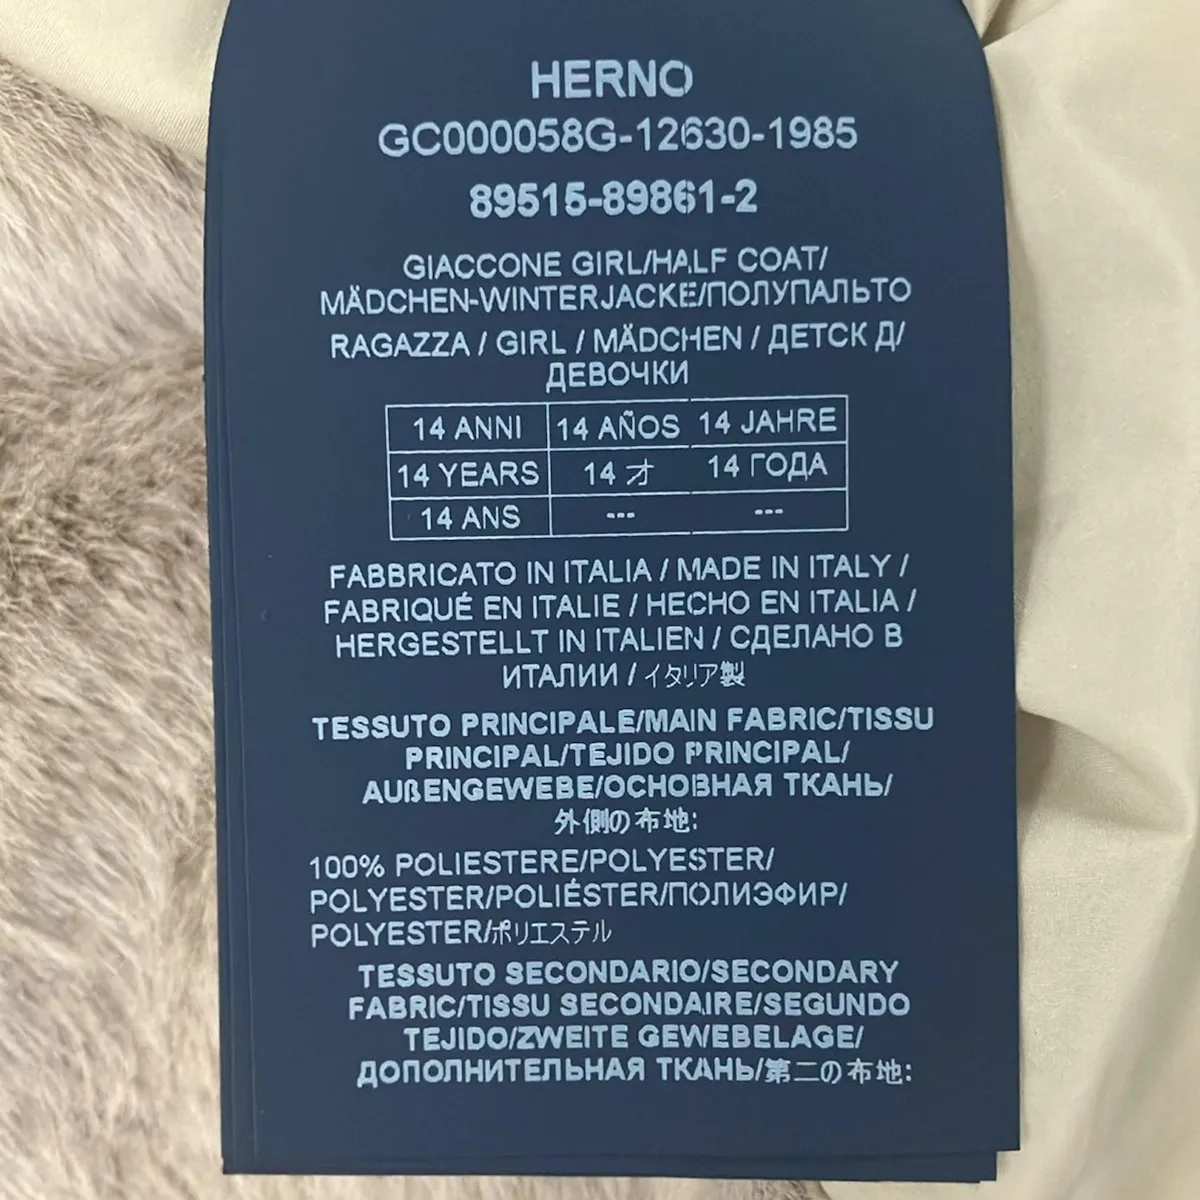 HERNO
GC000058G-12630-1985
89515-89861-2
GIACCONE GIRL/HALF COAT/
MÄDCHEN-WINTERJACKE/ПОЛУПАЛЬТО
RAGAZZA / GIRL / MÄDCHEN / ДЕТСК Д/
ДЕВОЧКИ
14 ANNI 14 AÑOS 14 JAHRE
14 YEARS 14 才 14 ГОДА
14 ANS --- ---
FABBRICATO IN ITALIA / MADE IN ITALY /
FABRIQUÉ EN ITALIE / HECHO EN ITALIA /
HERGESTELLT IN ITALIEN / СДЕЛАНО В
ИТАЛИИ / イタリア製
TESSUTO PRINCIPALE/MAIN FABRIC/TISSU
PRINCIPAL/TEJIDO PRINCIPAL/
AUßENGEWEBE/ОСНОВНАЯ ТКАНЬ/
外側の布地:
100% POLIESTERE/POLYESTER/
POLYESTER/POLIÉSTER/ПОЛИЭФИР/
POLYESTER/ポリエステル
TESSUTO SECONDARIO/SECONDARY
FABRIC/TISSU SECONDAIRE/SEGUNDO
TEJIDO/ZWEITE GEWEBELAGE/
ДОПОЛНИТЕЛЬНАЯ ТКАНЬ/第二の布地: